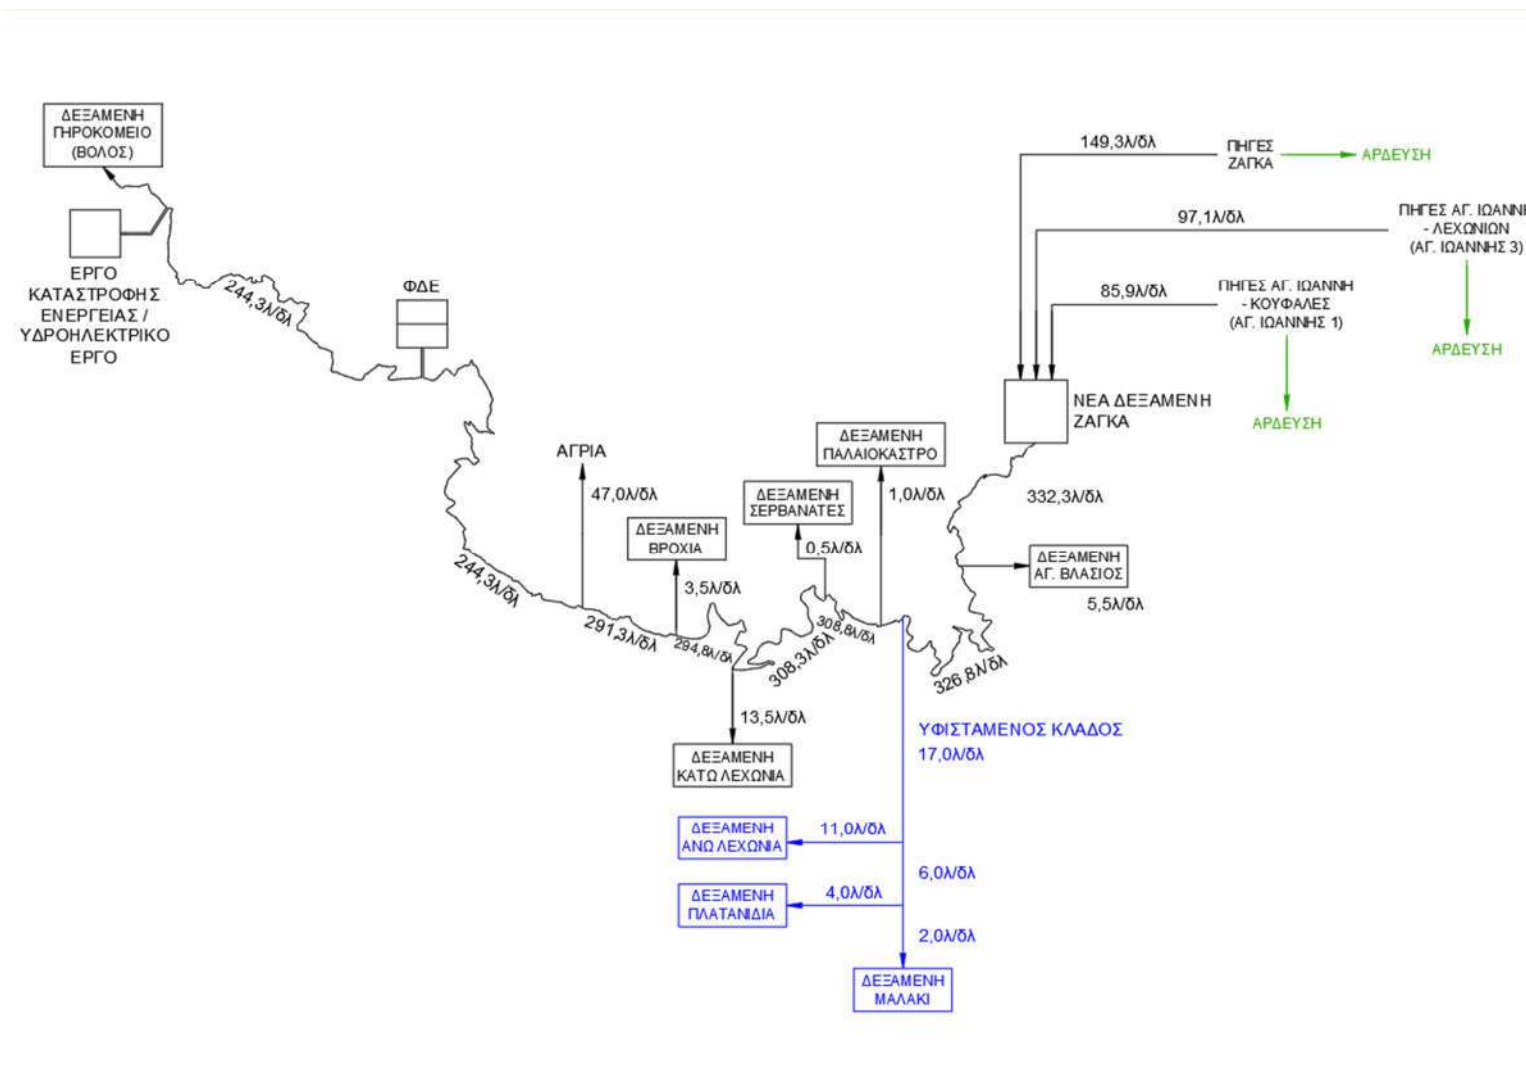 ΔΕΞΑΜΕΝΗ
ΓΗΡΟΚΟΜΕΙΟ
(ΒΟΛΟΣ)
ΕΡΓΟ
ΚΑΤΑΣΤΡΟΦΗΣ
ΕΝΕΡΓΕΙΑΣ /
ΥΔΡΟΗΛΕΚΤΡΙΚΟ
ΕΡΓΟ
244,3λ/δλ
ΦΔΕ
149,3λ/δλ
ΠΗΓΕΣ
ΖΑΓΚΑ
ΑΡΔΕΥΣΗ
97,1λ/δλ
ΠΗΓΕΣ ΑΓ. ΙΩΑΝΝΗ
- ΛΕΧΩΝΙΩΝ
(ΑΓ. ΙΩΑΝΝΗΣ 3)
ΑΡΔΕΥΣΗ
85,9λ/δλ
ΠΗΓΕΣ ΑΓ. ΙΩΑΝΝΗ
- ΚΟΥΦΑΛΕΣ
(ΑΓ. ΙΩΑΝΝΗΣ 1)
ΑΡΔΕΥΣΗ
ΝΕΑ ΔΕΞΑΜΕΝΗ
ΖΑΓΚΑ
332,3λ/δλ
ΔΕΞΑΜΕΝΗ
ΑΓ. ΒΛΑΣΙΟΣ
5,5λ/δλ
326,8λ/δλ
ΔΕΞΑΜΕΝΗ
ΠΑΛΑΙΟΚΑΣΤΡΟ
1,0λ/δλ
ΔΕΞΑΜΕΝΗ
ΣΕΡΒΑΝΑΤΕΣ
0,5λ/δλ
308,8λ/δλ
308,3λ/δλ
ΑΓΡΙΑ
47,0λ/δλ
ΔΕΞΑΜΕΝΗ
ΒΡΟΧΙΑ
3,5λ/δλ
244,3λ/δλ
291,3λ/δλ
294,8λ/δλ
13,5λ/δλ
ΔΕΞΑΜΕΝΗ
ΚΑΤΩ ΛΕΧΩΝΙΑ
ΥΦΙΣΤΑΜΕΝΟΣ ΚΛΑΔΟΣ
17,0λ/δλ
ΔΕΞΑΜΕΝΗ
ΑΝΩ ΛΕΧΩΝΙΑ
11,0λ/δλ
6,0λ/δλ
ΔΕΞΑΜΕΝΗ
ΠΛΑΤΑΝΙΔΙΑ
4,0λ/δλ
2,0λ/δλ
ΔΕΞΑΜΕΝΗ
ΜΑΛΑΚΙ